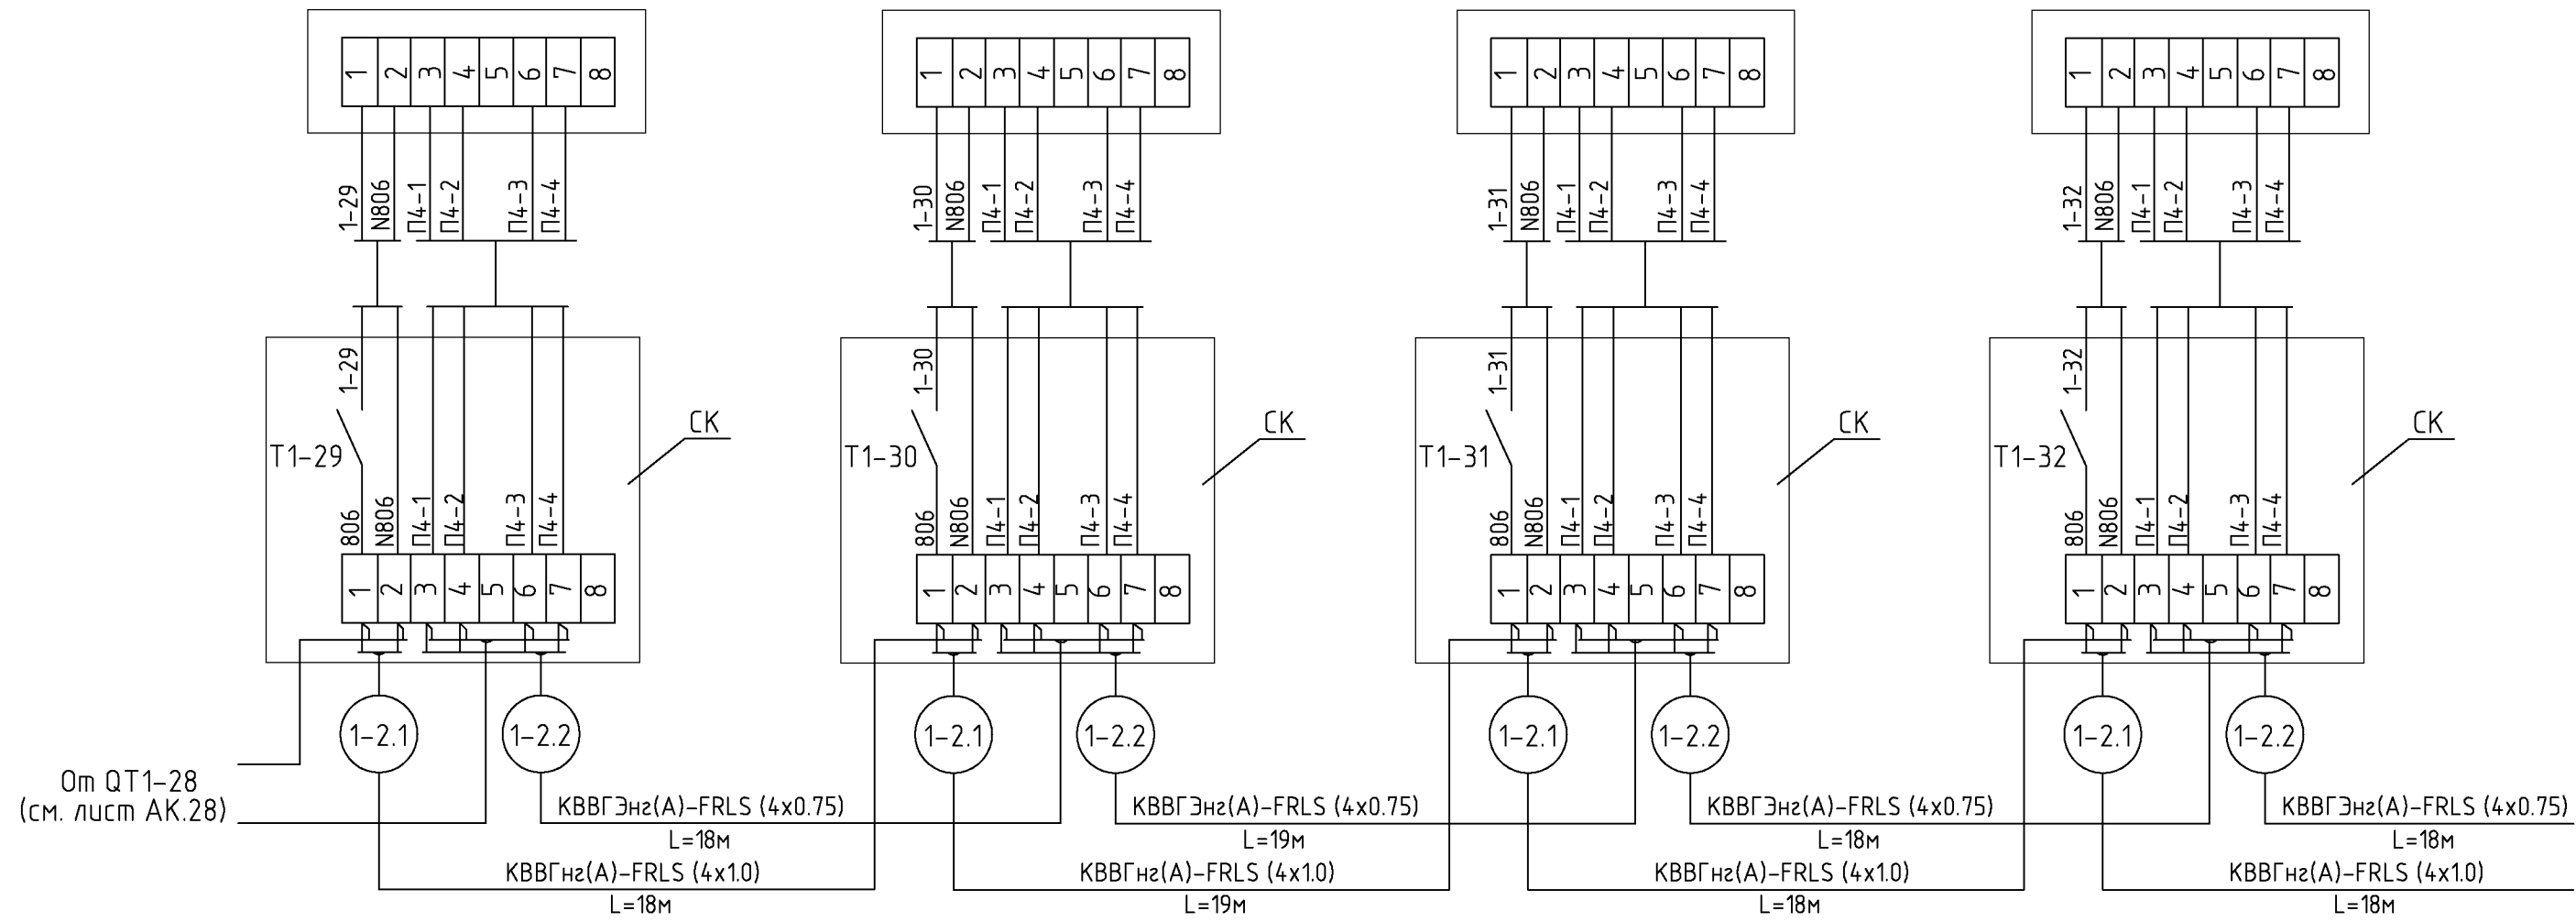 1 2 3 4 5 6 7 8
1 2 3 4 5 6 7 8
1 2 3 4 5 6 7 8
1 2 3 4 5 6 7 8
1-29 N806 П4-1 П4-2 П4-3 П4-4
1-30 N806 П4-1 П4-2 П4-3 П4-4
1-31 N806 П4-1 П4-2 П4-3 П4-4
1-32 N806 П4-1 П4-2 П4-3 П4-4
1-29
1-30
1-31
1-32
СК
СК
СК
СК
Т1-29
Т1-30
Т1-31
Т1-32
806 N806 П4-1 П4-2 П4-3 П4-4
806 N806 П4-1 П4-2 П4-3 П4-4
806 N806 П4-1 П4-2 П4-3 П4-4
806 N806 П4-1 П4-2 П4-3 П4-4
1 2 3 4 5 6 7 8
1 2 3 4 5 6 7 8
1 2 3 4 5 6 7 8
1 2 3 4 5 6 7 8
1-2.1 1-2.2
1-2.1 1-2.2
1-2.1 1-2.2
1-2.1 1-2.2
От QT1-28
(см. лист АК.28)
КВВГЭнг(А)-FRLS (4x0.75)
L=18м
КВВГЭнг(А)-FRLS (4x0.75)
L=19м
КВВГЭнг(А)-FRLS (4x0.75)
L=18м
КВВГЭнг(А)-FRLS (4x0.75)
L=18м
КВВГнг(А)-FRLS (4x1.0)
L=18м
КВВГнг(А)-FRLS (4x1.0)
L=19м
КВВГнг(А)-FRLS (4x1.0)
L=18м
КВВГнг(А)-FRLS (4x1.0)
L=18м